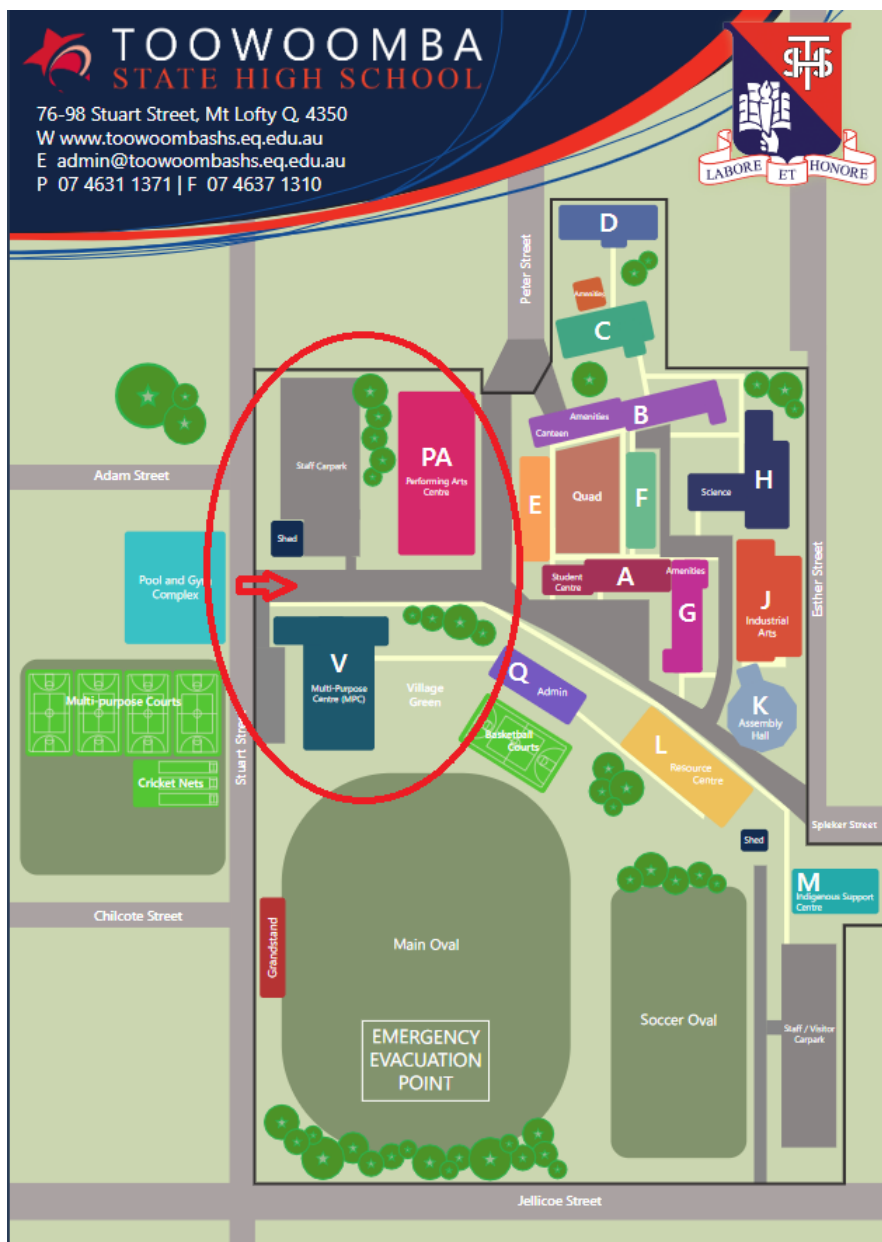 TOOWOOMBA
STATE HIGH SCHOOL
76-98 Stuart Street, Mt Lofty Q, 4350
W www.toowoombashs.eq.edu.au
E admin@toowoombashs.eq.edu.au
P 07 4631 1371 | F 07 4637 1310
THSS
LABORE ET HONORE
Peter Street
D
Amenities
C
Amenities
B
Canteen
Adam Street
Staff Carpark
PA
Performing Arts
Centre
E
Quad
F
Science
H
Shed
Pool and Gym
Complex
Student
Centre
A
Amenities
G
J
Industrial
Arts
Esther Street
V
Multi-Purpose
Centre (MPC)
Village
Green
Q
Admin
Multi-purpose Courts
Basketball
Courts
K
Assembly
Hall
L
Resource
Centre
Stuart Street
Cricket Nets
Spieker Street
Shed
M
Indigenous Support
Centre
Chilcote Street
Grandstand
Main Oval
Soccer Oval
Staff / Visitor
Carpark
EMERGENCY
EVACUATION
POINT
Jellicoe Street